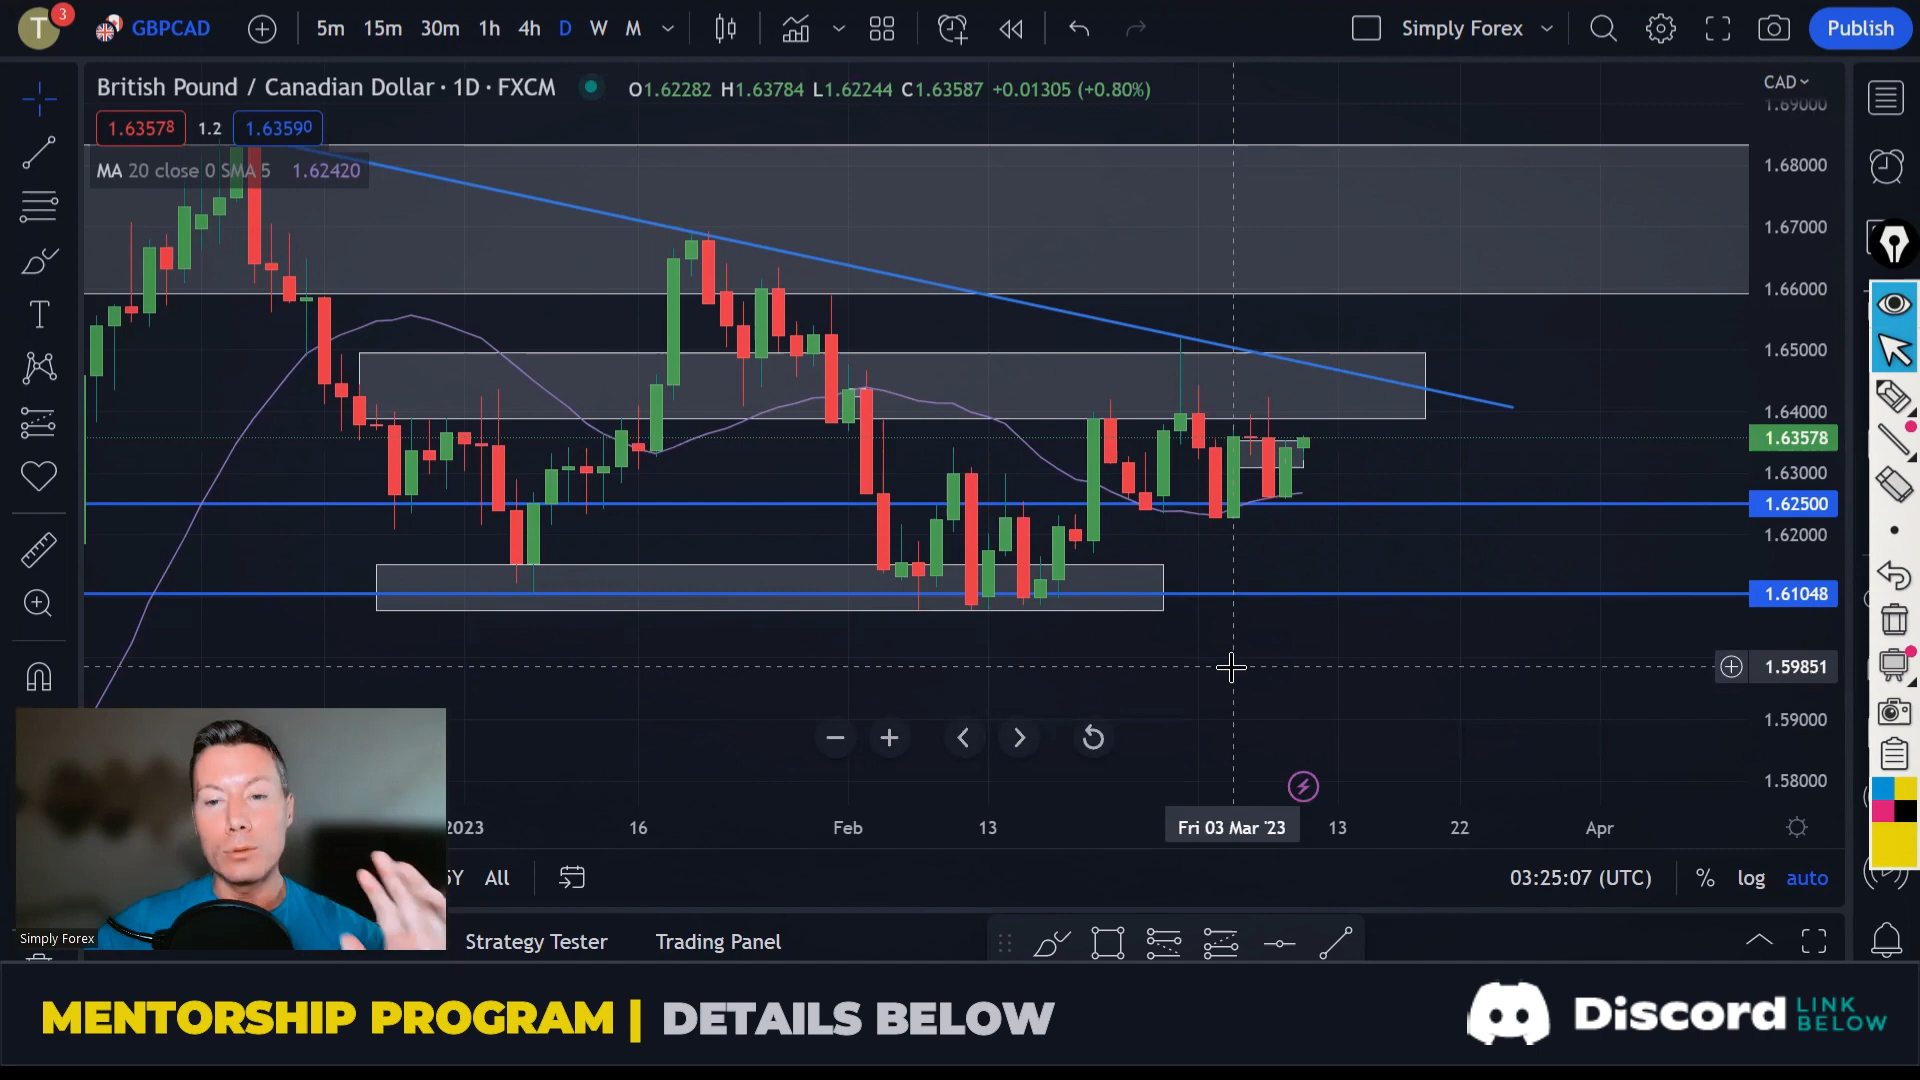 T 3 GBPCAD 5m 15m 30m 1h 4h D W M Simply Forex Publish
British Pound / Canadian Dollar · 1D · FXCM O1.62282 H1.63784 L1.62244 C1.63587 +0.01305 (+0.80%)
CAD
1.69000
1.63578 1.2 1.63590
MA 20 close 0 SMA 5 1.62420
1.68000
1.67000
1.66000
1.65000
1.64000
1.63578
1.63000
1.62500
1.62000
1.61048
1.59851
1.59000
1.58000
2023 16 Feb 13 Fri 03 Mar '23 13 22 Apr
5Y All 03:25:07 (UTC) % log auto
Simply Forex
Strategy Tester Trading Panel
MENTORSHIP PROGRAM | DETAILS BELOW
Discord LINK BELOW